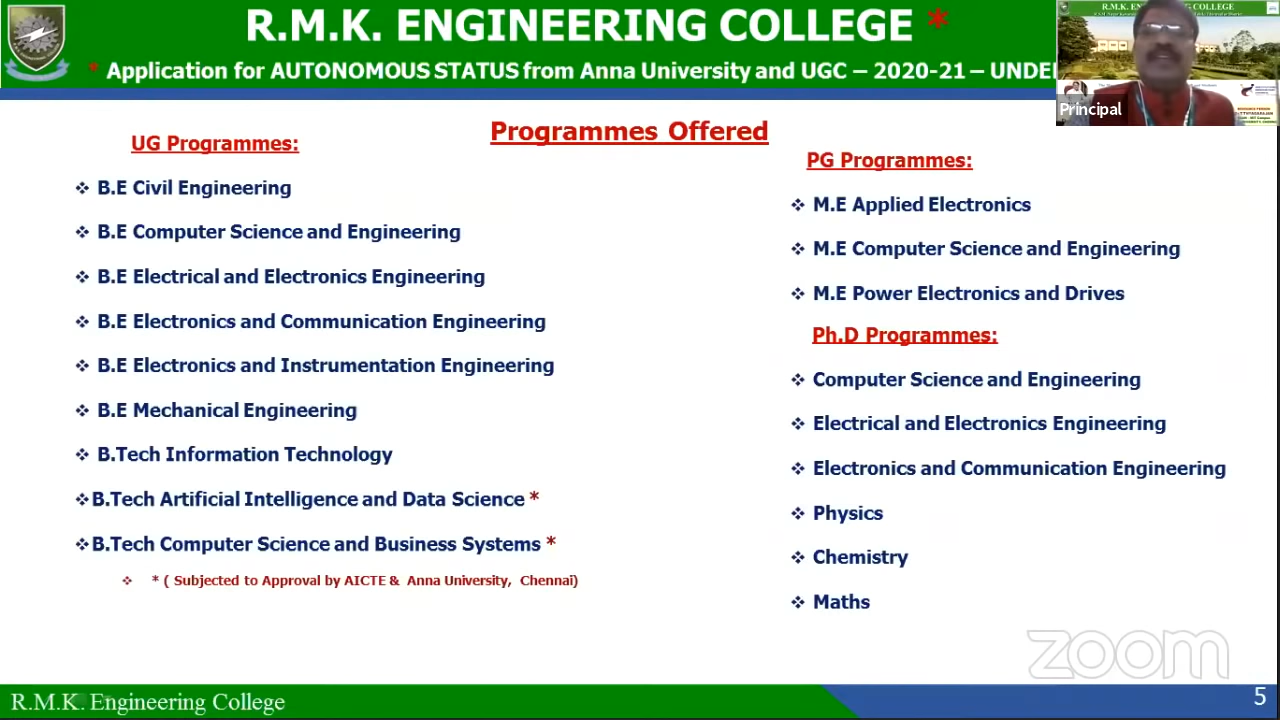 R.M.K. ENGINEERING COLLEGE *
* Application for AUTONOMOUS STATUS from Anna University and UGC – 2020-21 – UNDE
R.M.K. ENGINEERING COLLEGE
Principal
Programmes Offered
UG Programmes:
❖ B.E Civil Engineering
❖ B.E Computer Science and Engineering
❖ B.E Electrical and Electronics Engineering
❖ B.E Electronics and Communication Engineering
❖ B.E Electronics and Instrumentation Engineering
❖ B.E Mechanical Engineering
❖ B.Tech Information Technology
❖B.Tech Artificial Intelligence and Data Science *
❖B.Tech Computer Science and Business Systems *
❖ * ( Subjected to Approval by AICTE & Anna University, Chennai)
PG Programmes:
❖ M.E Applied Electronics
❖ M.E Computer Science and Engineering
❖ M.E Power Electronics and Drives
Ph.D Programmes:
❖ Computer Science and Engineering
❖ Electrical and Electronics Engineering
❖ Electronics and Communication Engineering
❖ Physics
❖ Chemistry
❖ Maths
zoom
R.M.K. Engineering College
5